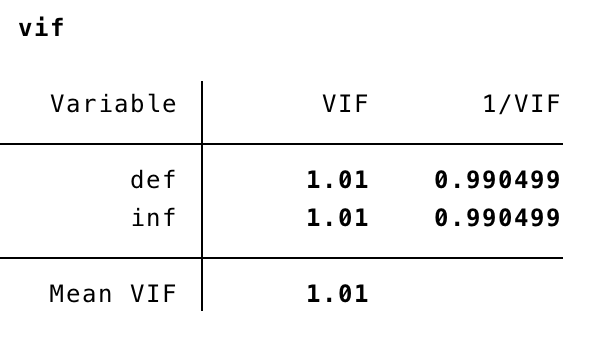 vif
Variable VIF 1/VIF
def 1.01 0.990499
inf 1.01 0.990499
Mean VIF 1.01